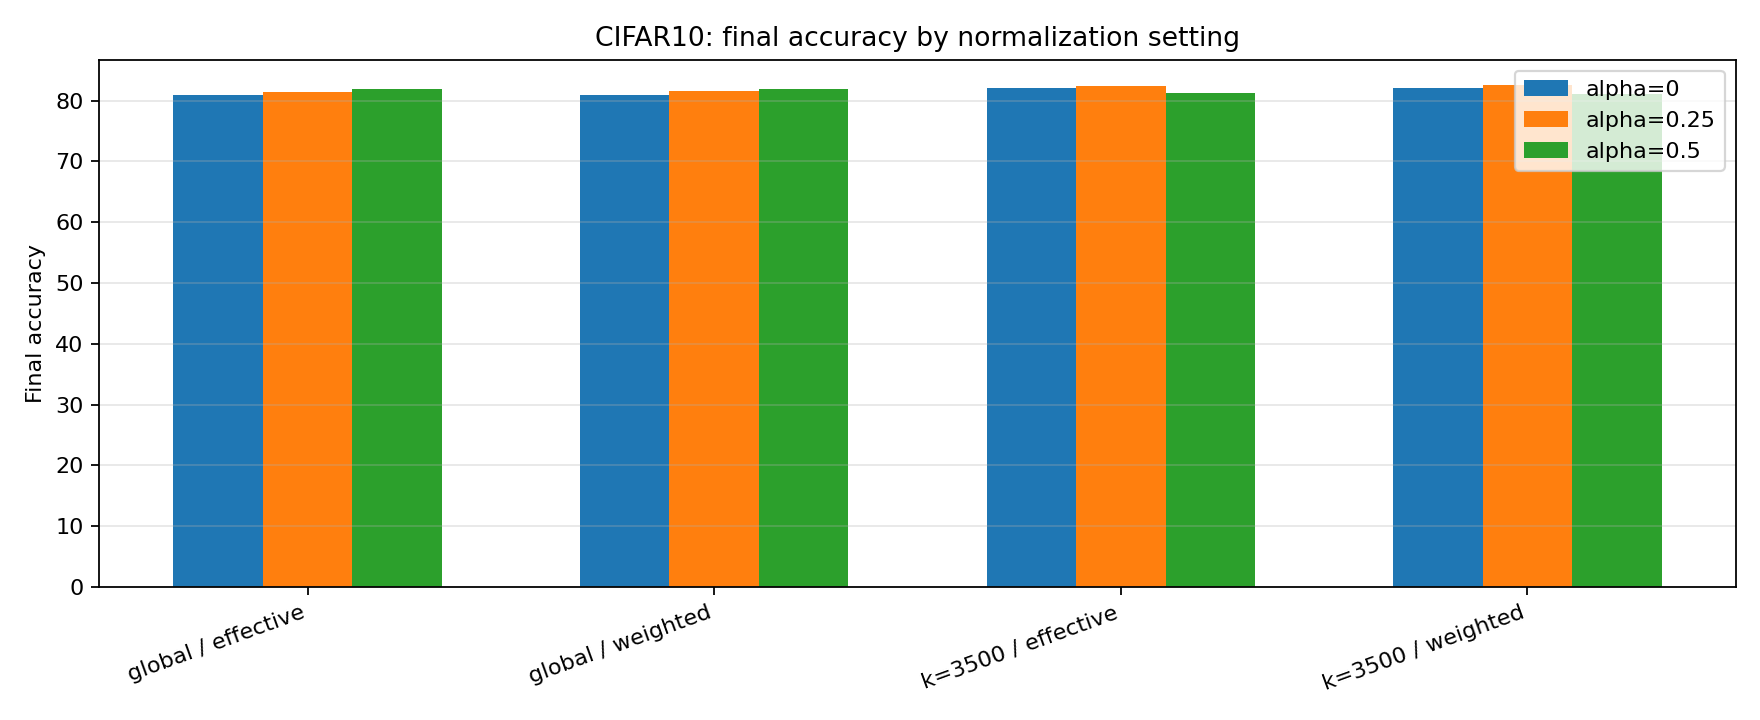 CIFAR10: final accuracy by normalization setting
Final accuracy
80
70
60
50
40
30
20
10
0
alpha=0
alpha=0.25
alpha=0.5
global / effective
global / weighted
k=3500 / effective
k=3500 / weighted